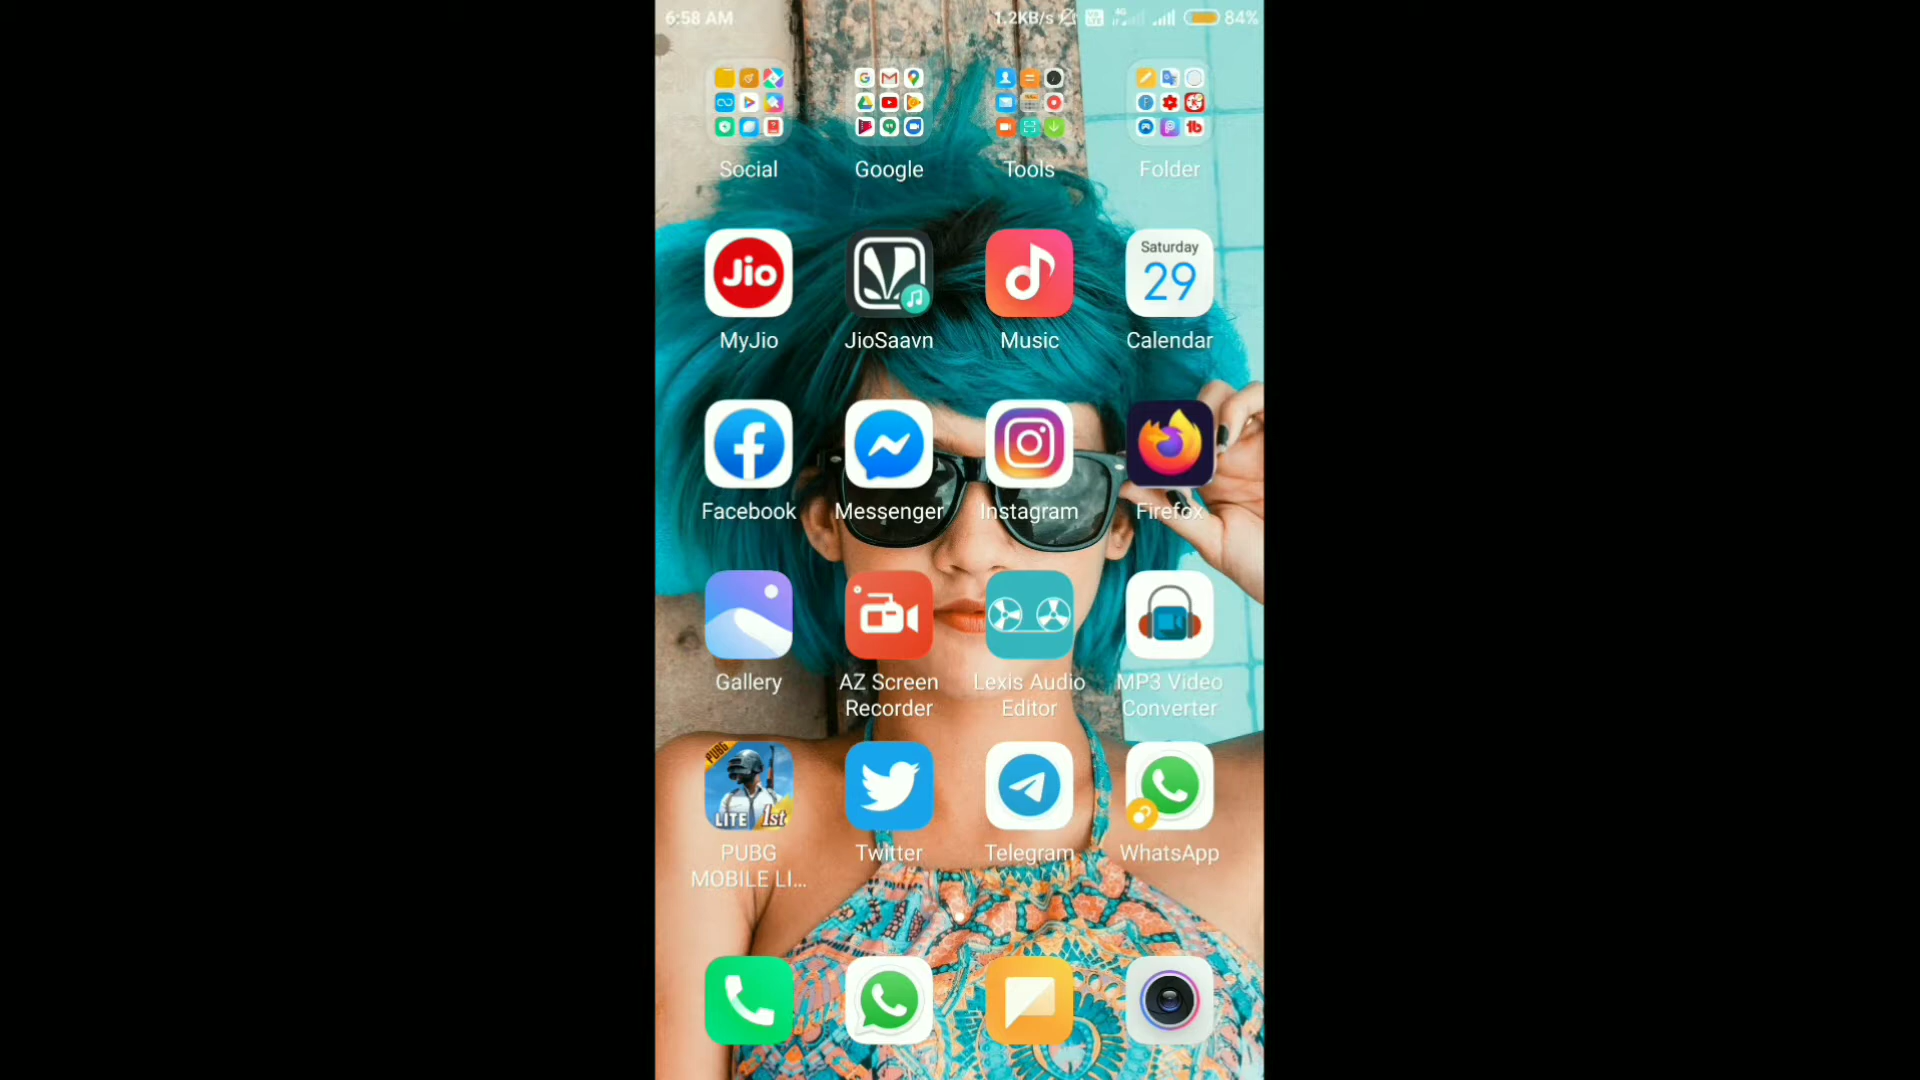 6:58 AM 1.2KB/s 4G 84%
Social Google Tools Folder
Jio
Saturday
29
MyJio JioSaavn Music Calendar
Facebook Messenger Instagram Firefox
Gallery AZ Screen Recorder Lexis Audio Editor MP3 Video Converter
PUBG
LITE 1st
PUBG MOBILE LI... Twitter Telegram WhatsApp